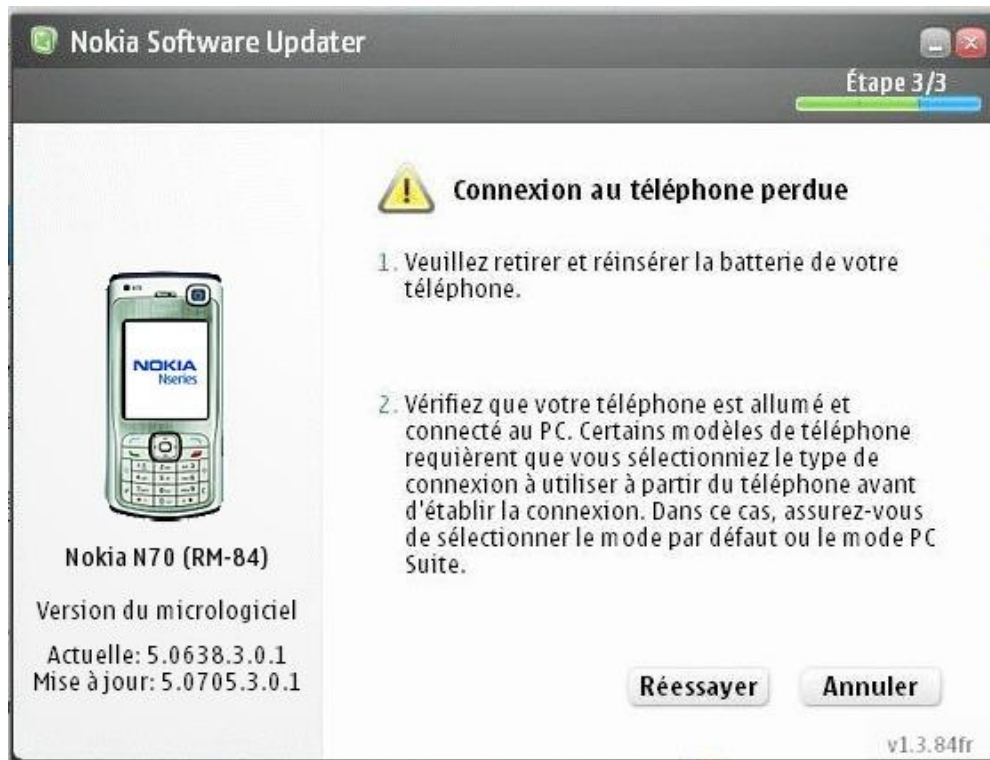 Nokia Software Updater
Étape 3/3
Connexion au téléphone perdue
1. Veuillez retirer et réinsérer la batterie de votre
téléphone.
2. Vérifiez que votre téléphone est allumé et
connecté au PC. Certains modèles de téléphone
requièrent que vous sélectionniez le type de
connexion à utiliser à partir du téléphone avant
d'établir la connexion. Dans ce cas, assurez-vous
de sélectionner le mode par défaut ou le mode PC
Suite.
NOKIA
Nseries
Nokia N70 (RM-84)
Version du micrologiciel
Actuelle: 5.0638.3.0.1
Mise à jour: 5.0705.3.0.1
Réessayer
Annuler
v1.3.84fr